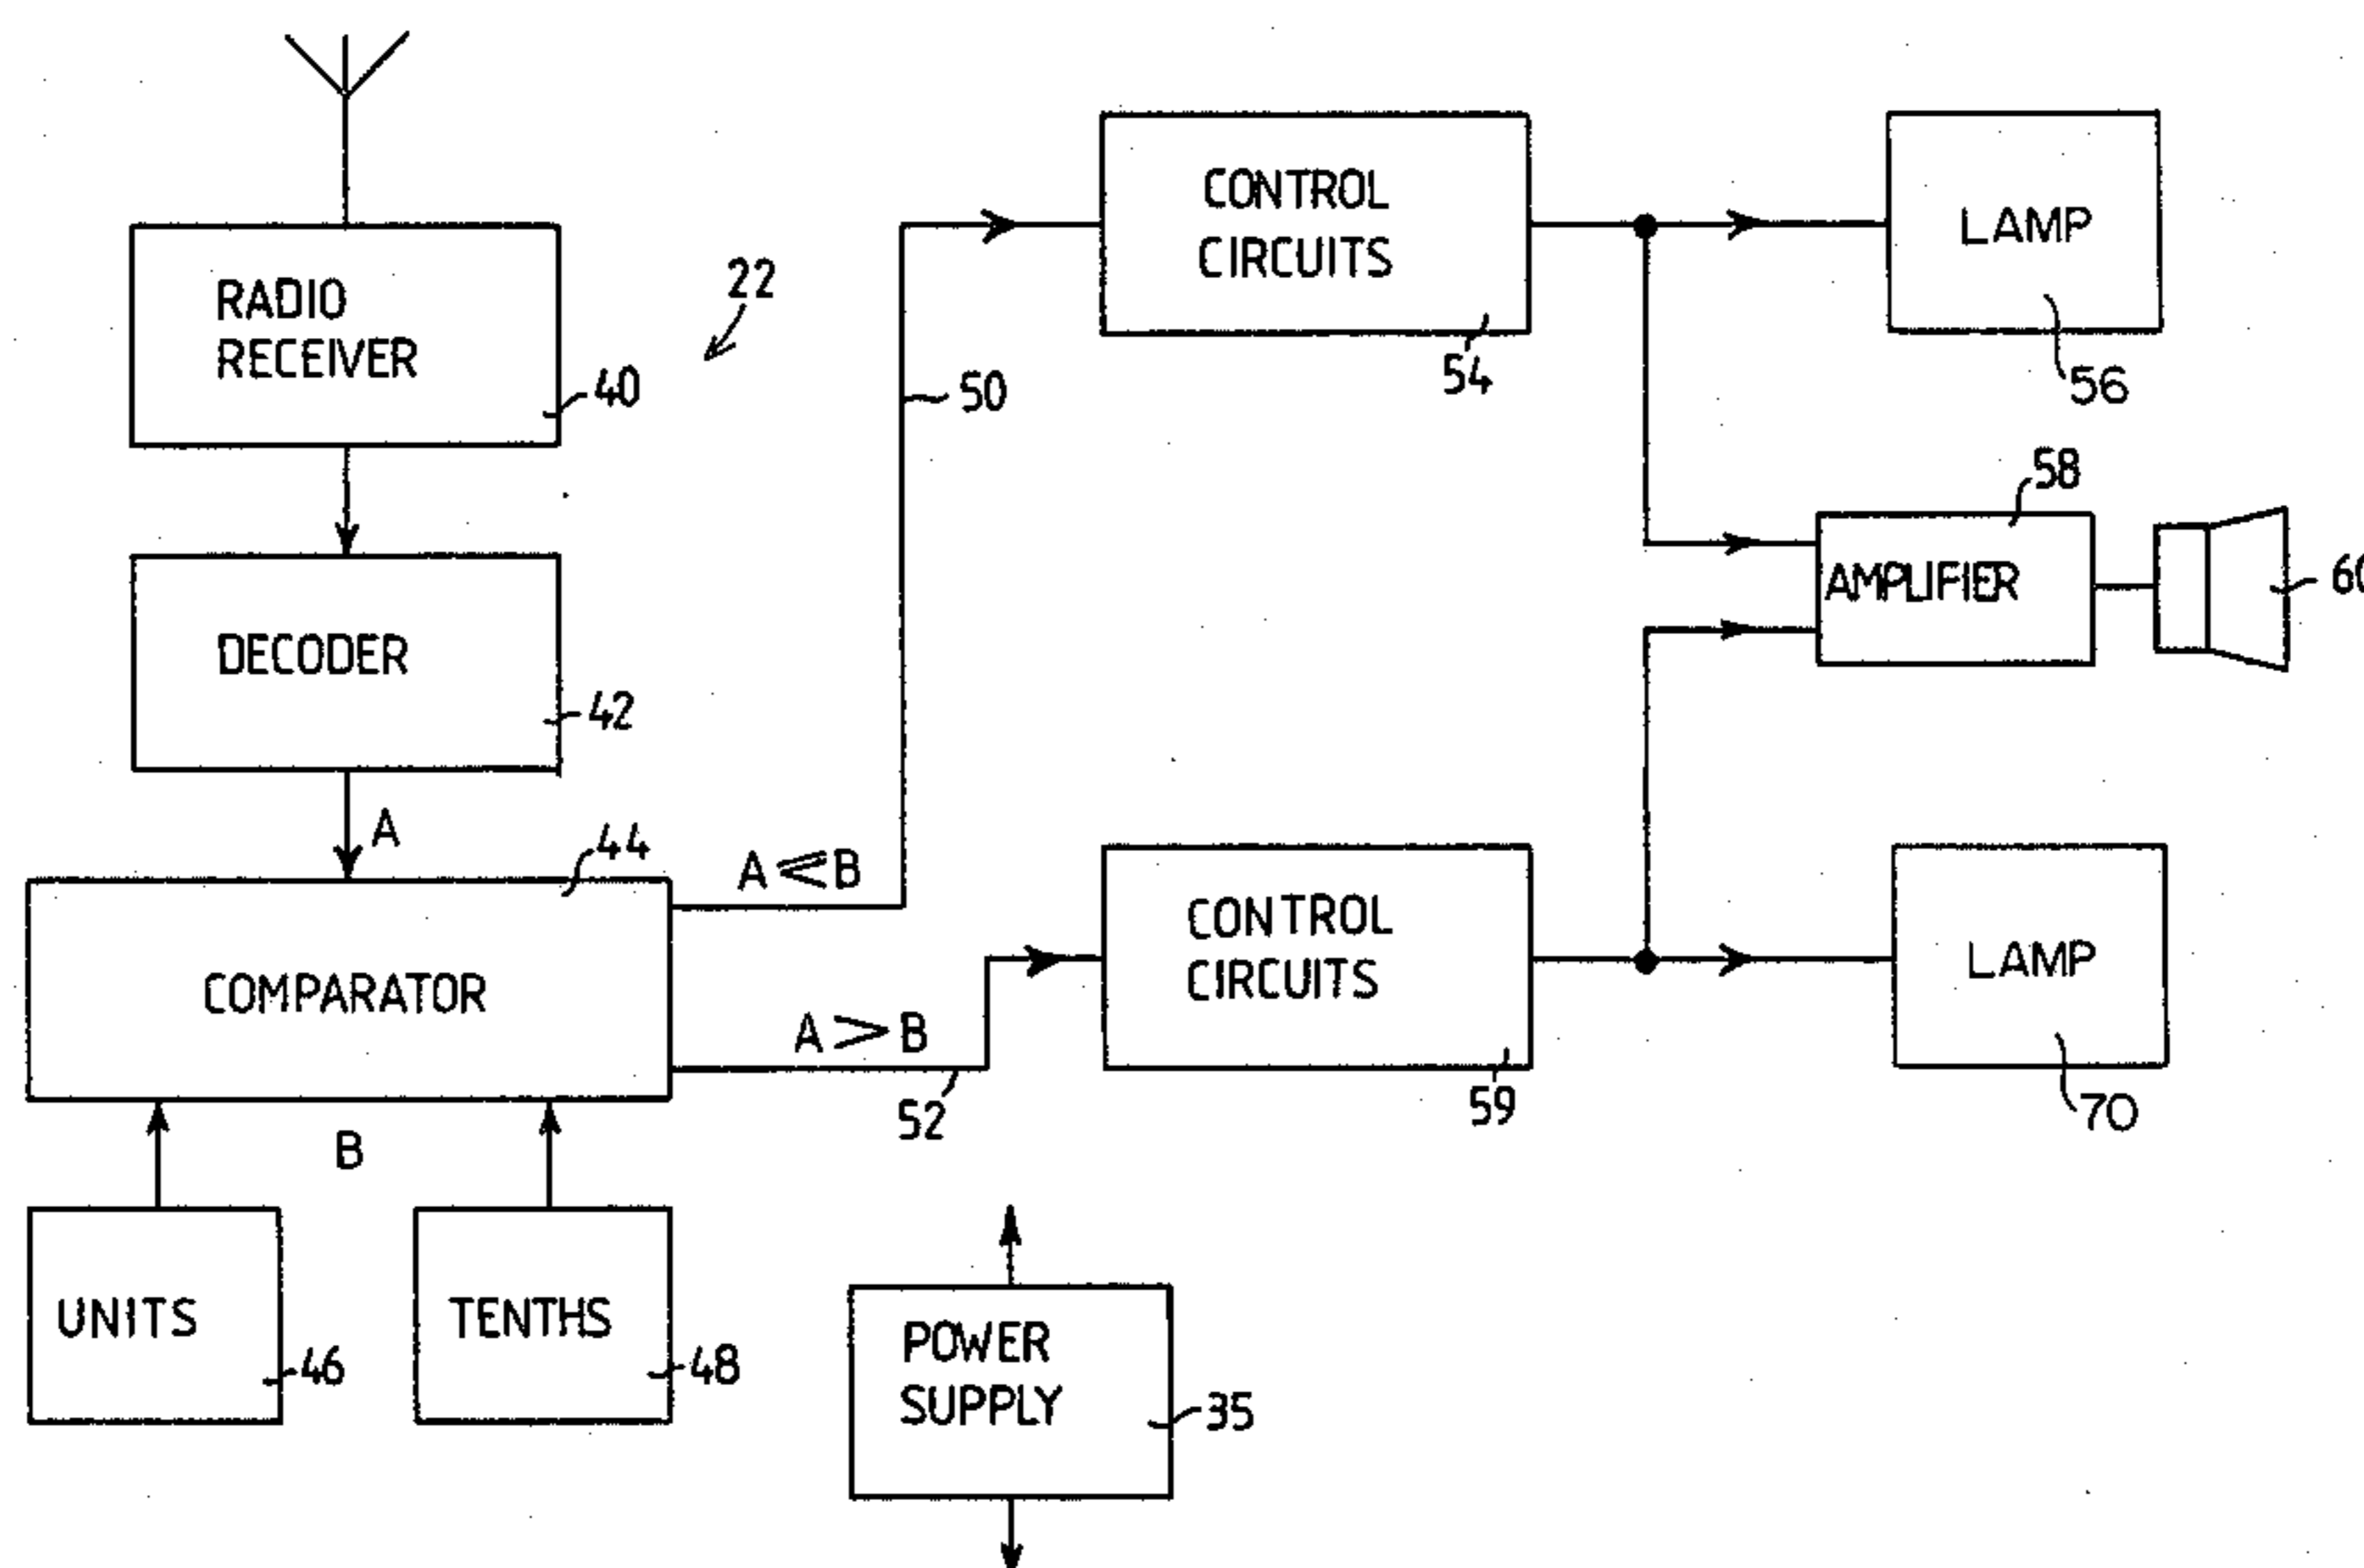 RADIO
RECEIVER
40
22
DECODER
42
A
COMPARATOR
44
A ⩽ B
50
A > B
52
B
UNITS
46
TENTHS
48
CONTROL
CIRCUITS
54
LAMP
56
58
AMPLIFIER
60
CONTROL
CIRCUITS
59
LAMP
70
POWER
SUPPLY
35